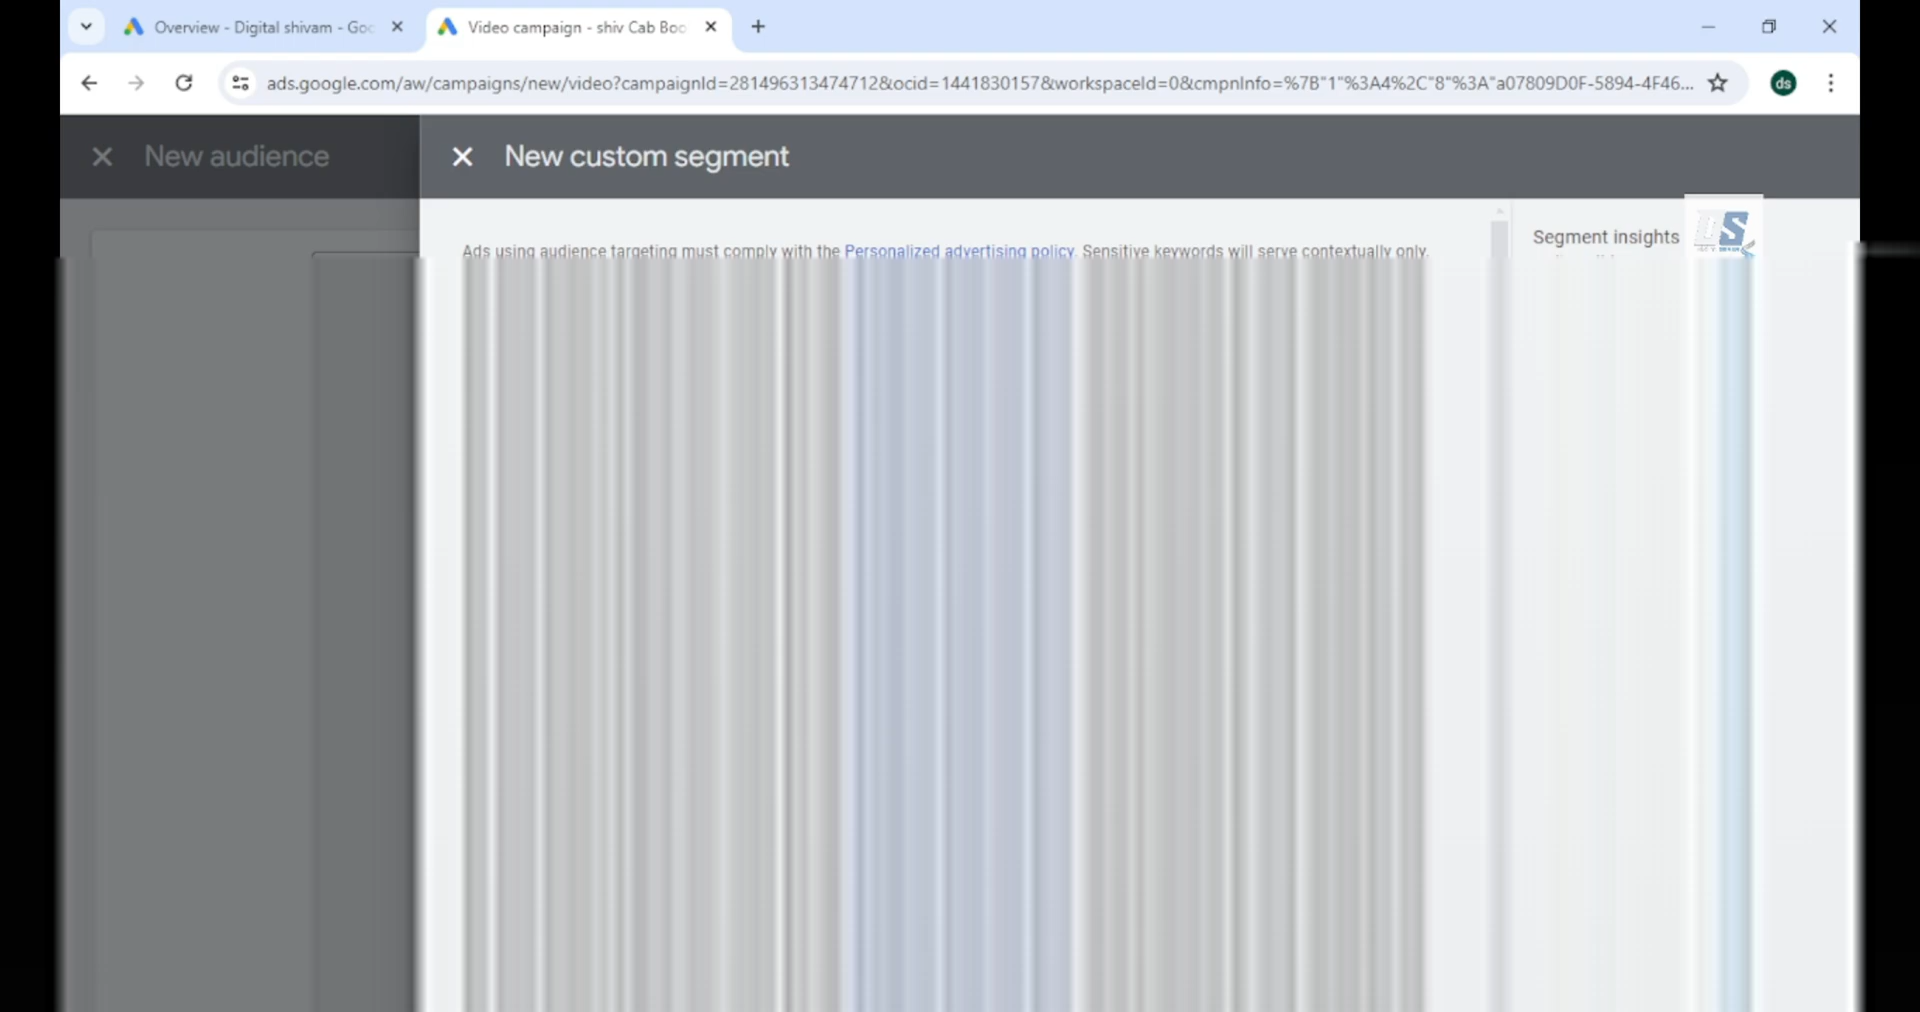 Overview - Digital shivam - Goo
Video campaign - shiv Cab Boo
ads.google.com/aw/campaigns/new/video?campaignId=281496313474712&ocid=1441830157&workspaceId=0&cmpnInfo=%7B"1"%3A4%2C"8"%3A"a07809D0F-5894-4F46...
ds
New audience
New custom segment
Ads using audience targeting must comply with the Personalized advertising policy. Sensitive keywords will serve contextually only.
Segment insights
DS